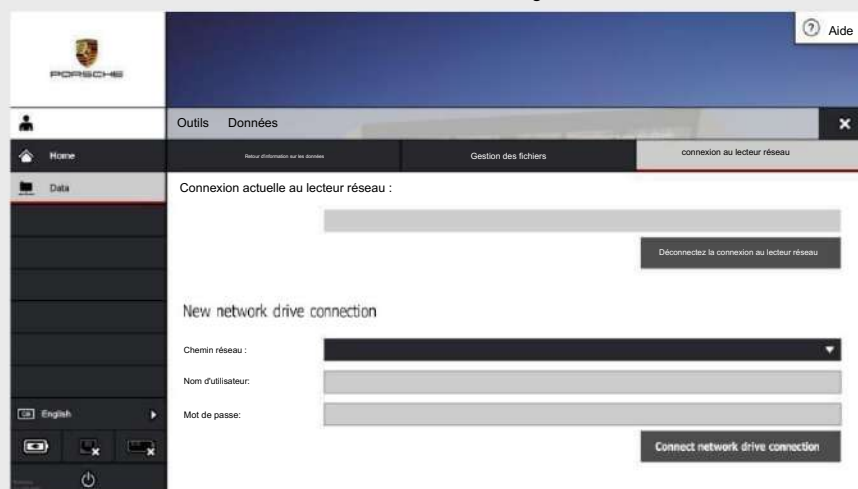 Aide
PORSCHE
Outils Données
Home
Retour d'information sur les données
Gestion des fichiers
connexion au lecteur réseau
Data
Connexion actuelle au lecteur réseau :
Déconnectez la connexion au lecteur réseau
New network drive connection
Chemin réseau :
Nom d'utilisateur:
English
Mot de passe:
Connect network drive connection